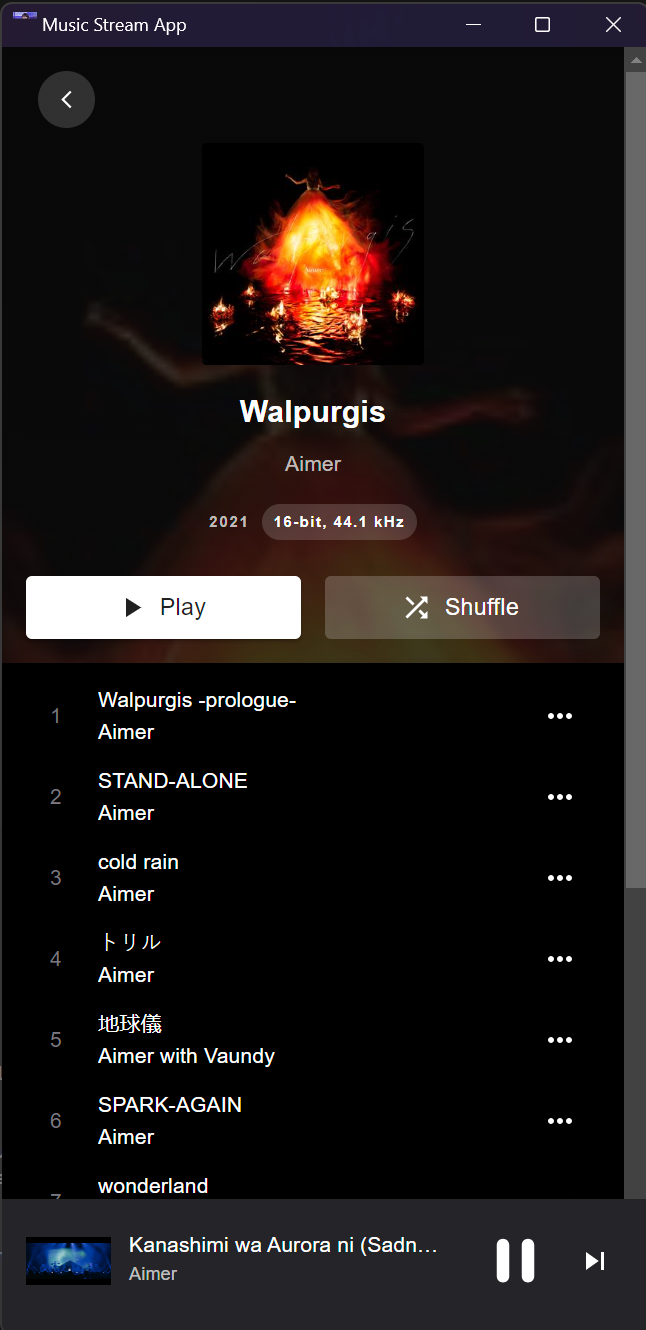 Music Stream App
Walpurgis
Aimer
Walpurgis
Aimer
2021 16-bit, 44.1 kHz
Play
Shuffle
1 Walpurgis -prologue-
Aimer
2 STAND-ALONE
Aimer
3 cold rain
Aimer
4 トリル
Aimer
5 地球儀
Aimer with Vaundy
6 SPARK-AGAIN
Aimer
7 wonderland
Kanashimi wa Aurora ni (Sadn…
Aimer